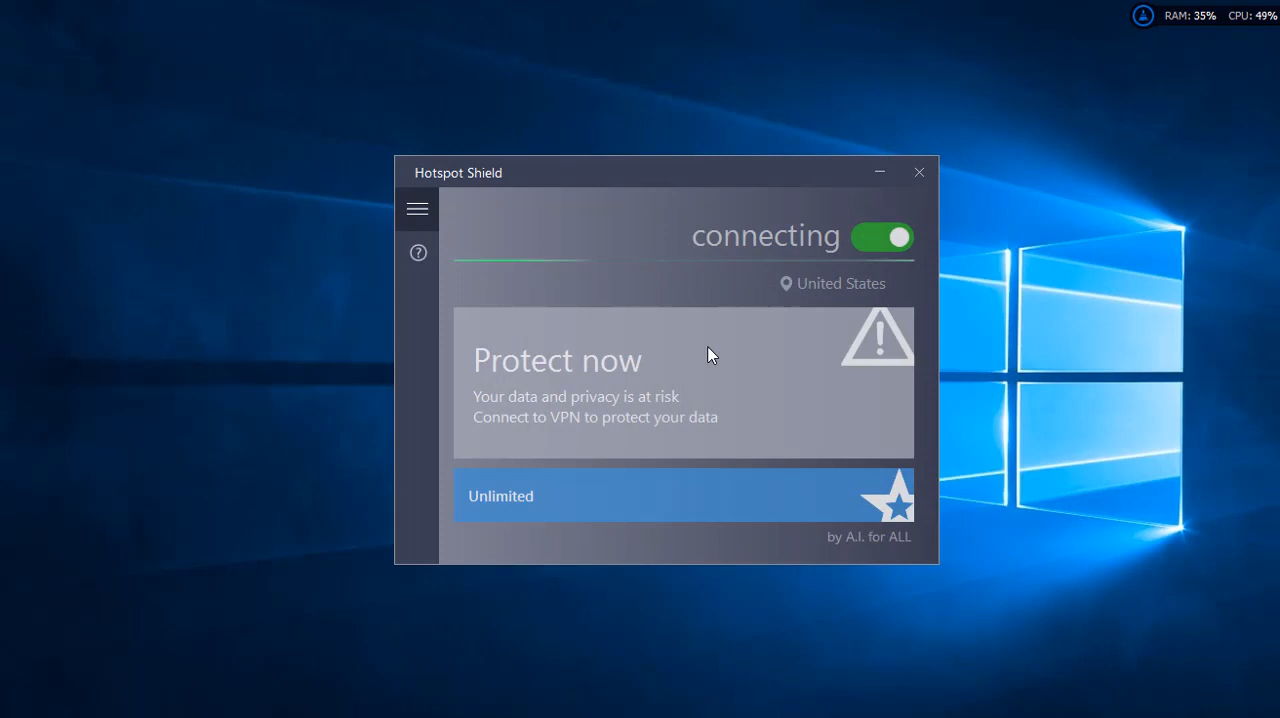 RAM: 35% CPU: 49%
Hotspot Shield
connecting
United States
Protect now
Your data and privacy is at risk
Connect to VPN to protect your data
Unlimited
by A.I. for ALL